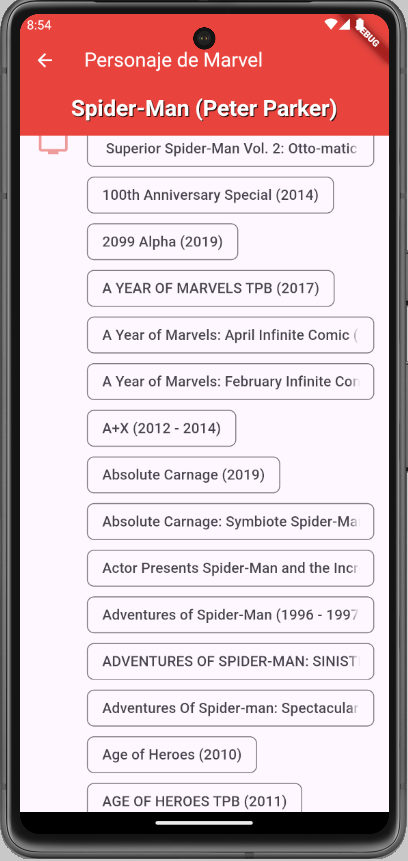 8:54
DEBUG
Personaje de Marvel
Spider-Man (Peter Parker)
Superior Spider-Man Vol. 2: Otto-matic
100th Anniversary Special (2014)
2099 Alpha (2019)
A YEAR OF MARVELS TPB (2017)
A Year of Marvels: April Infinite Comic (
A Year of Marvels: February Infinite Com
A+X (2012 - 2014)
Absolute Carnage (2019)
Absolute Carnage: Symbiote Spider-Ma
Actor Presents Spider-Man and the Incr
Adventures of Spider-Man (1996 - 1997
ADVENTURES OF SPIDER-MAN: SINIST
Adventures Of Spider-man: Spectacular
Age of Heroes (2010)
AGE OF HEROES TPB (2011)